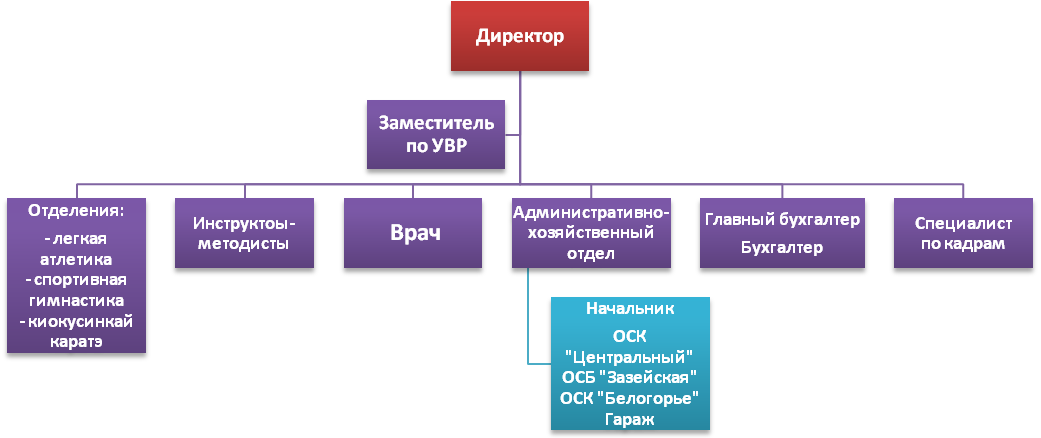 Директор
Заместитель
по УВР
Отделения:
- легкая
атлетика
- спортивная
гимнастика
- киокусинкай
каратэ
Инструктоы-
методисты
Врач
Административно-
хозяйственный
отдел
Главный бухгалтер
Бухгалтер
Специалист
по кадрам
Начальник
ОСК
"Центральный"
ОСБ "Зазейская"
ОСК "Белогорье"
Гараж